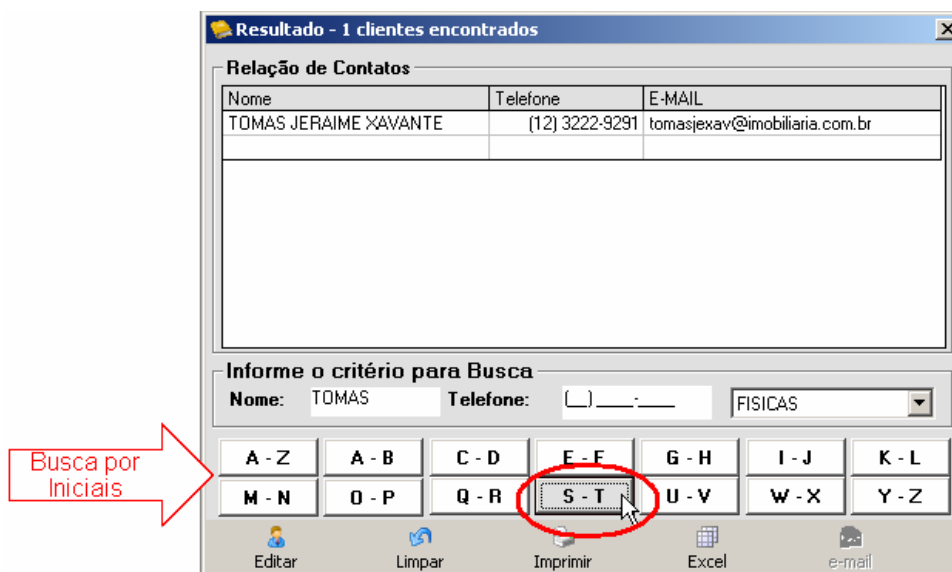 Resultado - 1 clientes encontrados
Relação de Contatos
Nome Telefone E-MAIL
TOMAS JERAIME XAVANTE (12) 3222-9291 tomasjexav@imobiliaria.com.br
Informe o critério para Busca
Nome: TOMAS Telefone: (__) ____-____ FISICAS
Busca por
Iniciais
A - Z A - B C - D E - F G - H I - J K - L
M - N O - P Q - R S - T U - V W - X Y - Z
Editar Limpar Imprimir Excel e-mail